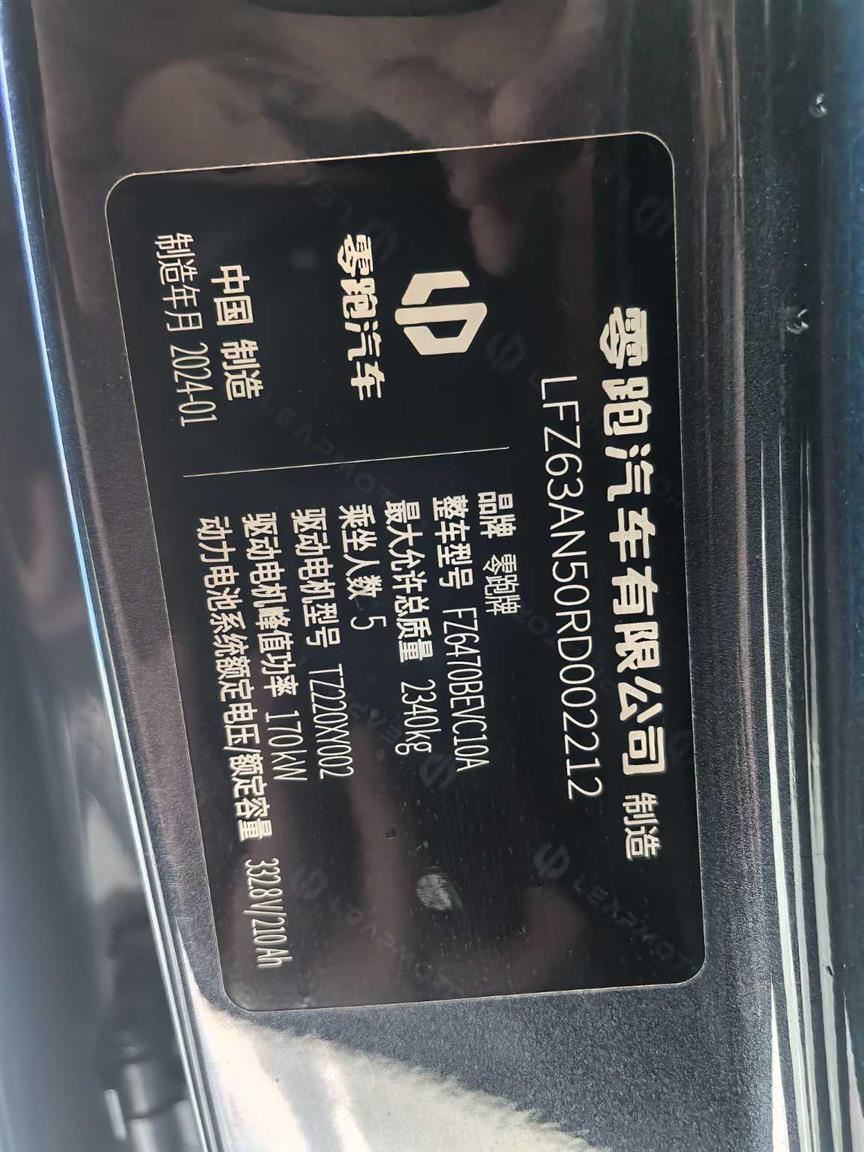 零跑汽车有限公司 制造
LFZ63AN50RD002212
零跑汽车
中国 制造
制造年月 2024-01
品牌 零跑牌
整车型号 FZ6470BEVC10A
最大允许总质量 2340kg
乘坐人数 5
驱动电机型号 TZ220XY002
驱动电机峰值功率 170kW
动力电池系统额定电压/额定容量 332.8V/210Ah
LEAPMOTOR
LEAPMOTOR